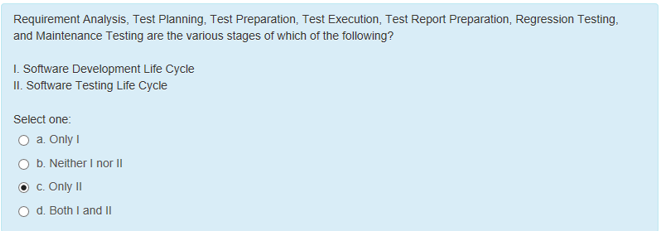 Requirement Analysis, Test Planning, Test Preparation, Test Execution, Test Report Preparation, Regression Testing,
and Maintenance Testing are the various stages of which of the following?
I. Software Development Life Cycle
II. Software Testing Life Cycle
Select one:
a. Only I
b. Neither I nor II
c. Only II
d. Both I and II